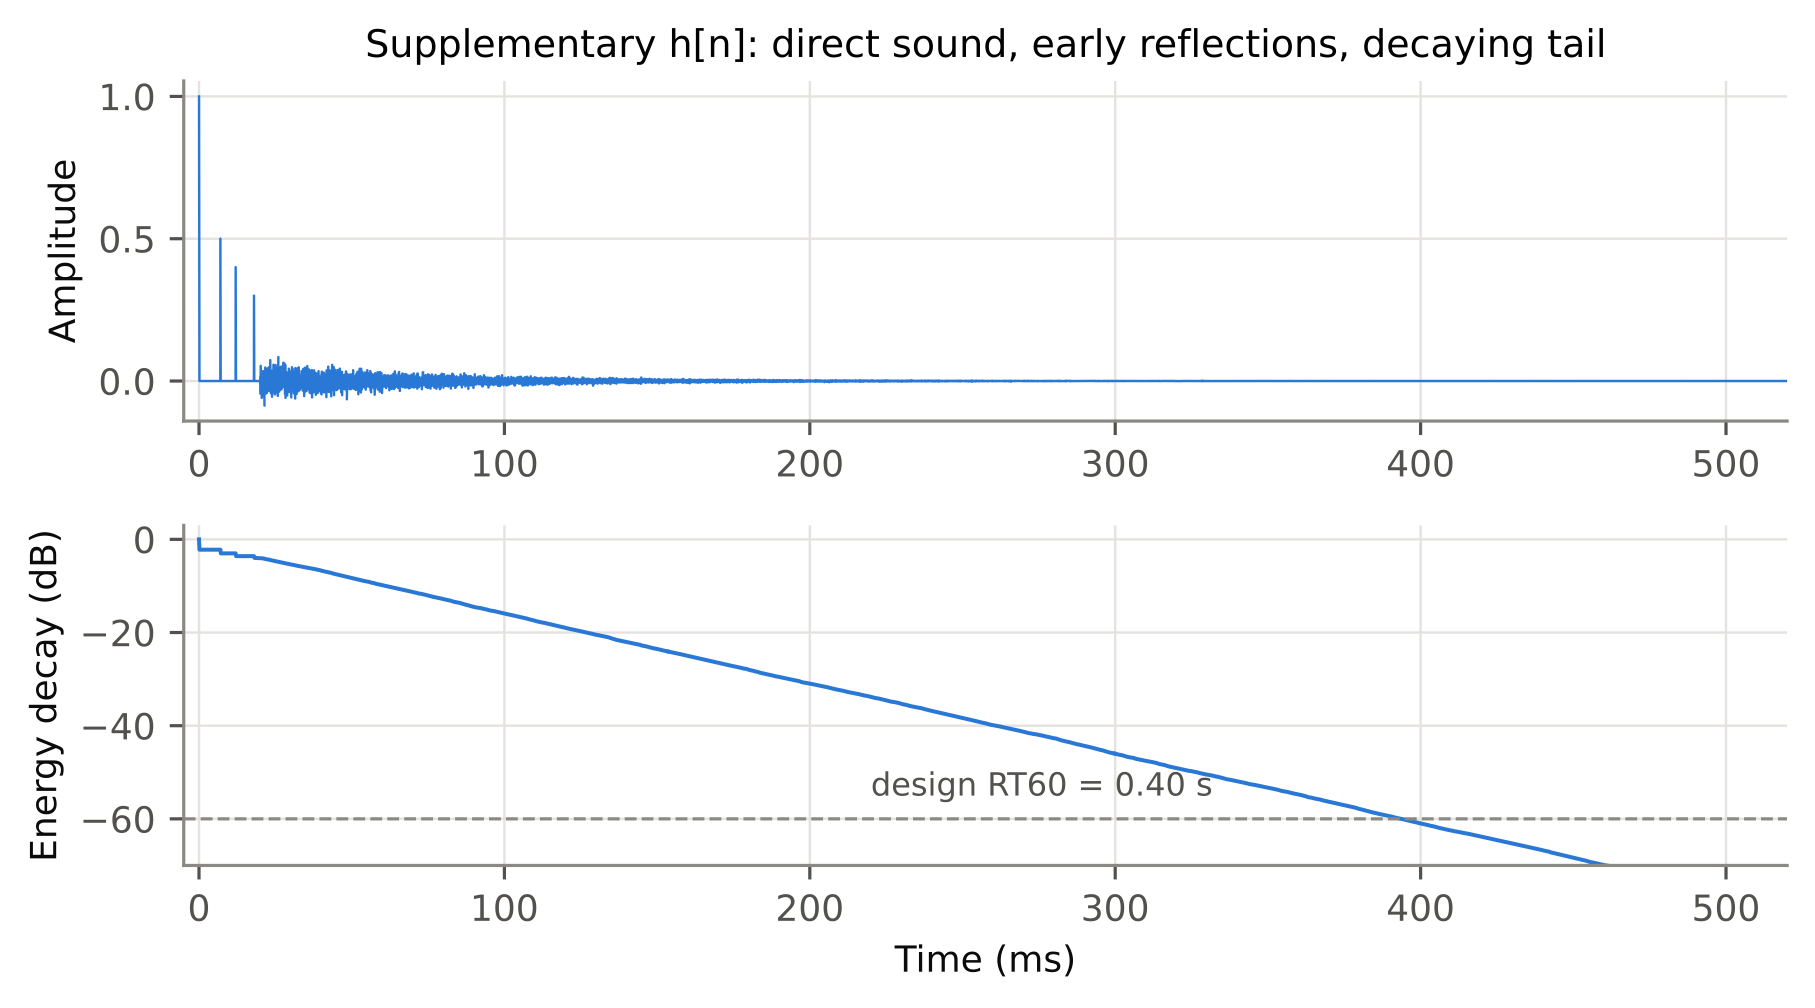 Supplementary h[n]: direct sound, early reflections, decaying tail
Amplitude
1.0
0.5
0.0
0 100 200 300 400 500
Energy decay (dB)
0
−20
−40
design RT60 = 0.40 s
−60
0 100 200 300 400 500
Time (ms)